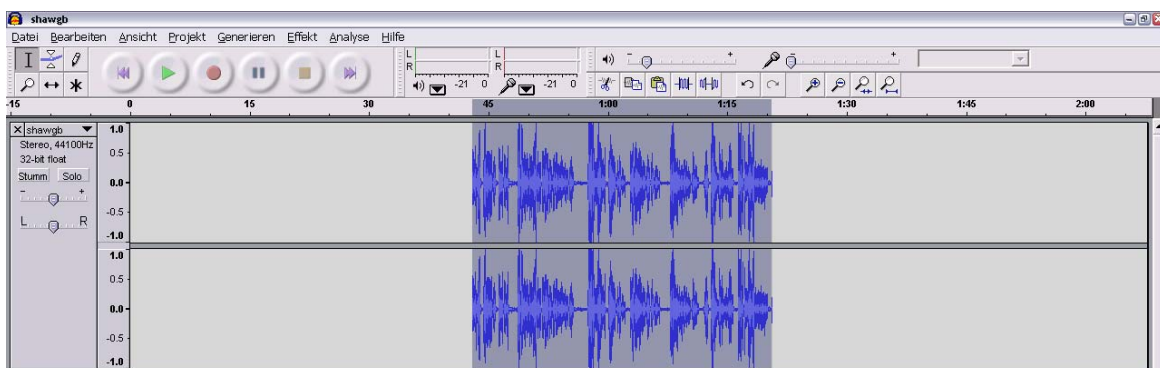 shawgb
Datei Bearbeiten Ansicht Projekt Generieren Effekt Analyse Hilfe
L
R
-21 0
L
R
-21 0
- +
- +
-15 0 15 30 45 1:00 1:15 1:30 1:45 2:00
shawgb
Stereo, 44100Hz
32-bit float
Stumm Solo
- +
L R
1.0
0.5
0.0
-0.5
-1.0
1.0
0.5
0.0
-0.5
-1.0